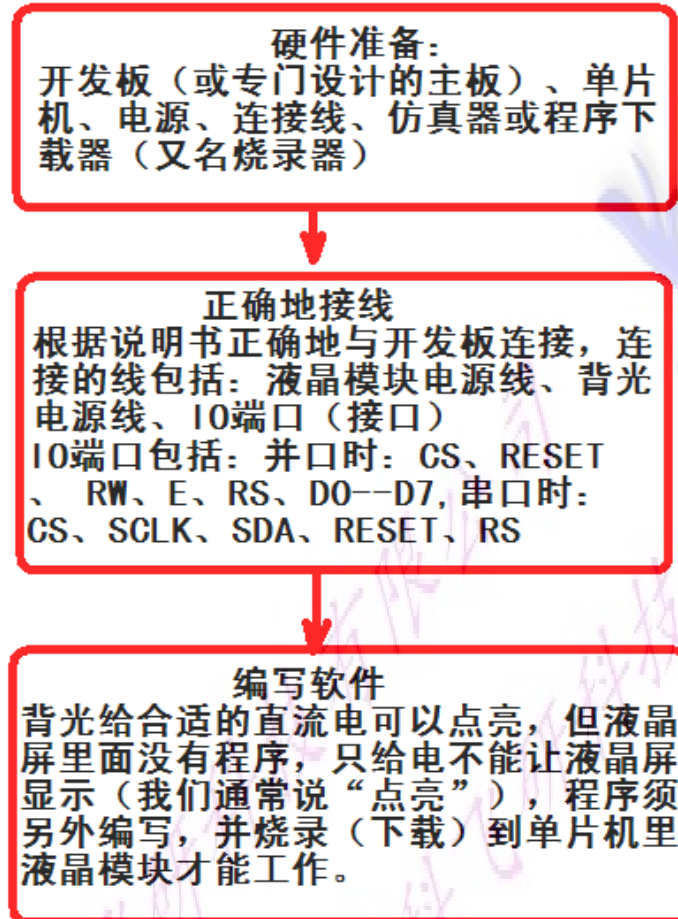 硬件准备：
开发板（或专门设计的主板）、单片
机、电源、连接线、仿真器或程序下
载器（又名烧录器）
正确地接线
根据说明书正确地与开发板连接，连
接的线包括：液晶模块电源线、背光
电源线、IO端口（接口）
IO端口包括：并口时：CS、RESET
、 RW、E、RS、D0--D7,串口时：
CS、SCLK、SDA、RESET、RS
编写软件
背光给合适的直流电可以点亮，但液晶
屏里面没有程序，只给电不能让液晶屏
显示（我们通常说“点亮”），程序须
另外编写，并烧录（下载）到单片机里
液晶模块才能工作。